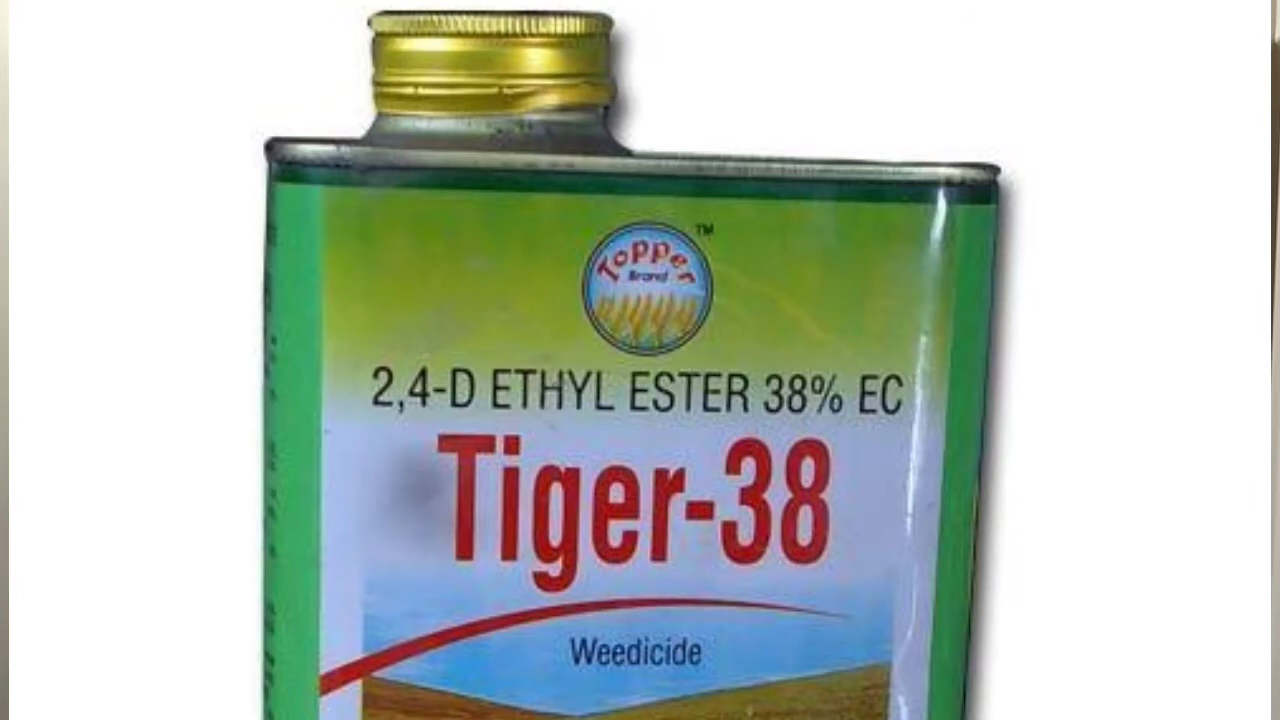 Topper
TM
Brand
2,4-D ETHYL ESTER 38% EC
Tiger-38
Weedicide